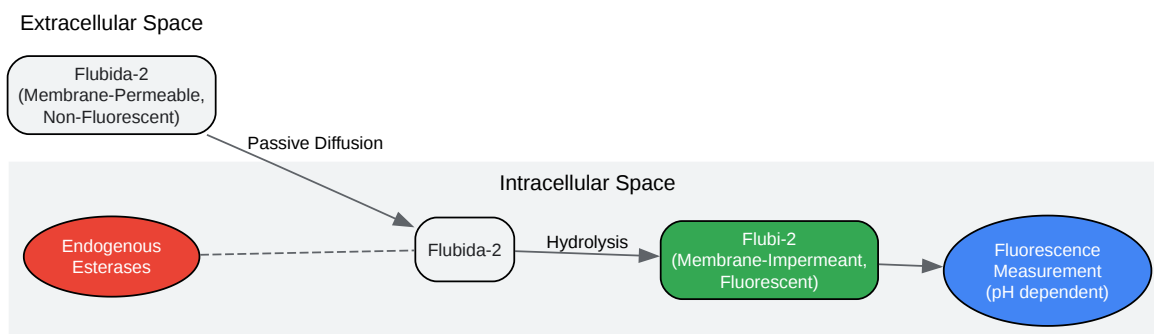 Extracellular Space
Flubida-2
(Membrane-Permeable,
Non-Fluorescent)
Passive Diffusion
Intracellular Space
Endogenous
Esterases
Flubida-2
Hydrolysis
Flubi-2
(Membrane-Impermeant,
Fluorescent)
Fluorescence
Measurement
(pH dependent)